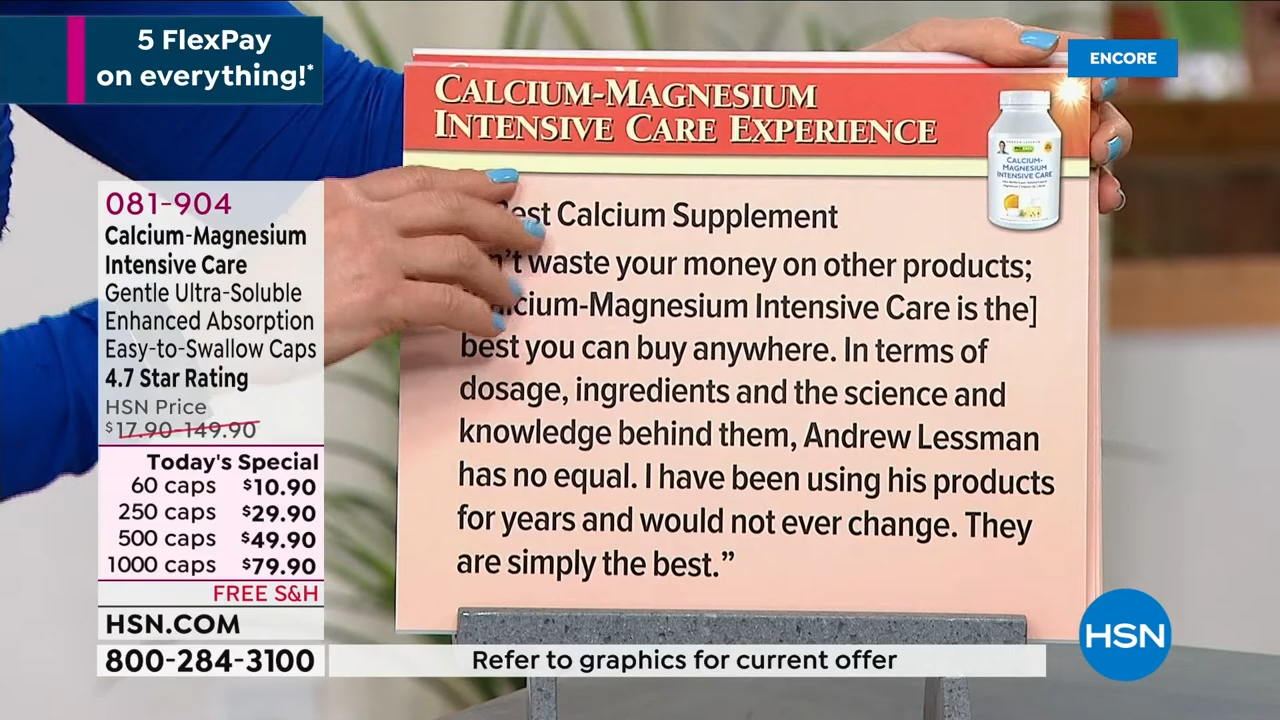 5 FlexPay
on everything!*
ENCORE
CALCIUM-MAGNESIUM
INTENSIVE CARE EXPERIENCE
CALCIUM-
MAGNESIUM
INTENSIVE CARE
est Calcium Supplement
n't waste your money on other products;
cium-Magnesium Intensive Care is the]
best you can buy anywhere. In terms of
dosage, ingredients and the science and
knowledge behind them, Andrew Lessman
has no equal. I have been using his products
for years and would not ever change. They
are simply the best.”
081-904
Calcium-Magnesium
Intensive Care
Gentle Ultra-Soluble
Enhanced Absorption
Easy-to-Swallow Caps
4.7 Star Rating
HSN Price
$17.90-149.90
Today's Special
60 caps $10.90
250 caps $29.90
500 caps $49.90
1000 caps $79.90
FREE S&H
HSN.COM
800-284-3100
Refer to graphics for current offer
HSN